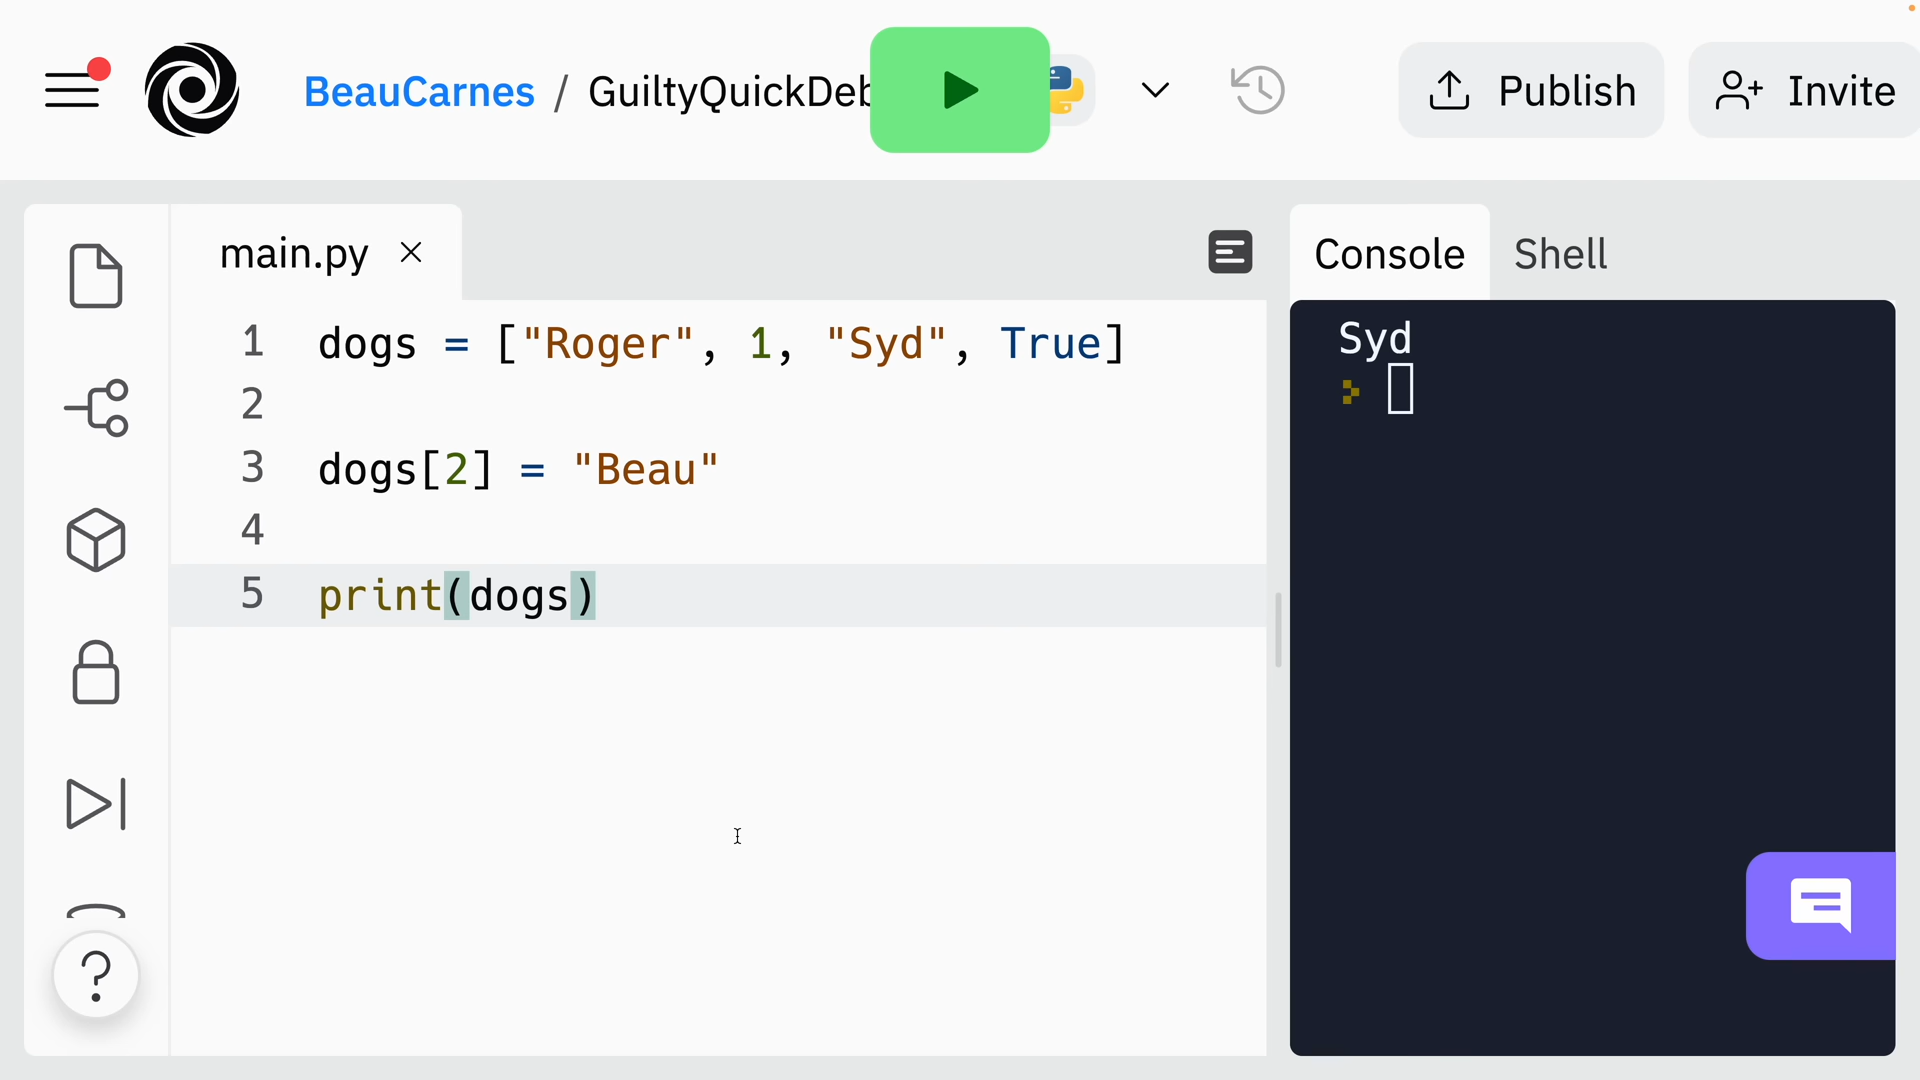 BeauCarnes / GuiltyQuickDeb
Publish
Invite
main.py
Console
Shell
1 dogs = ["Roger", 1, "Syd", True]
2
3 dogs[2] = "Beau"
4
5 print(dogs)
Syd
?